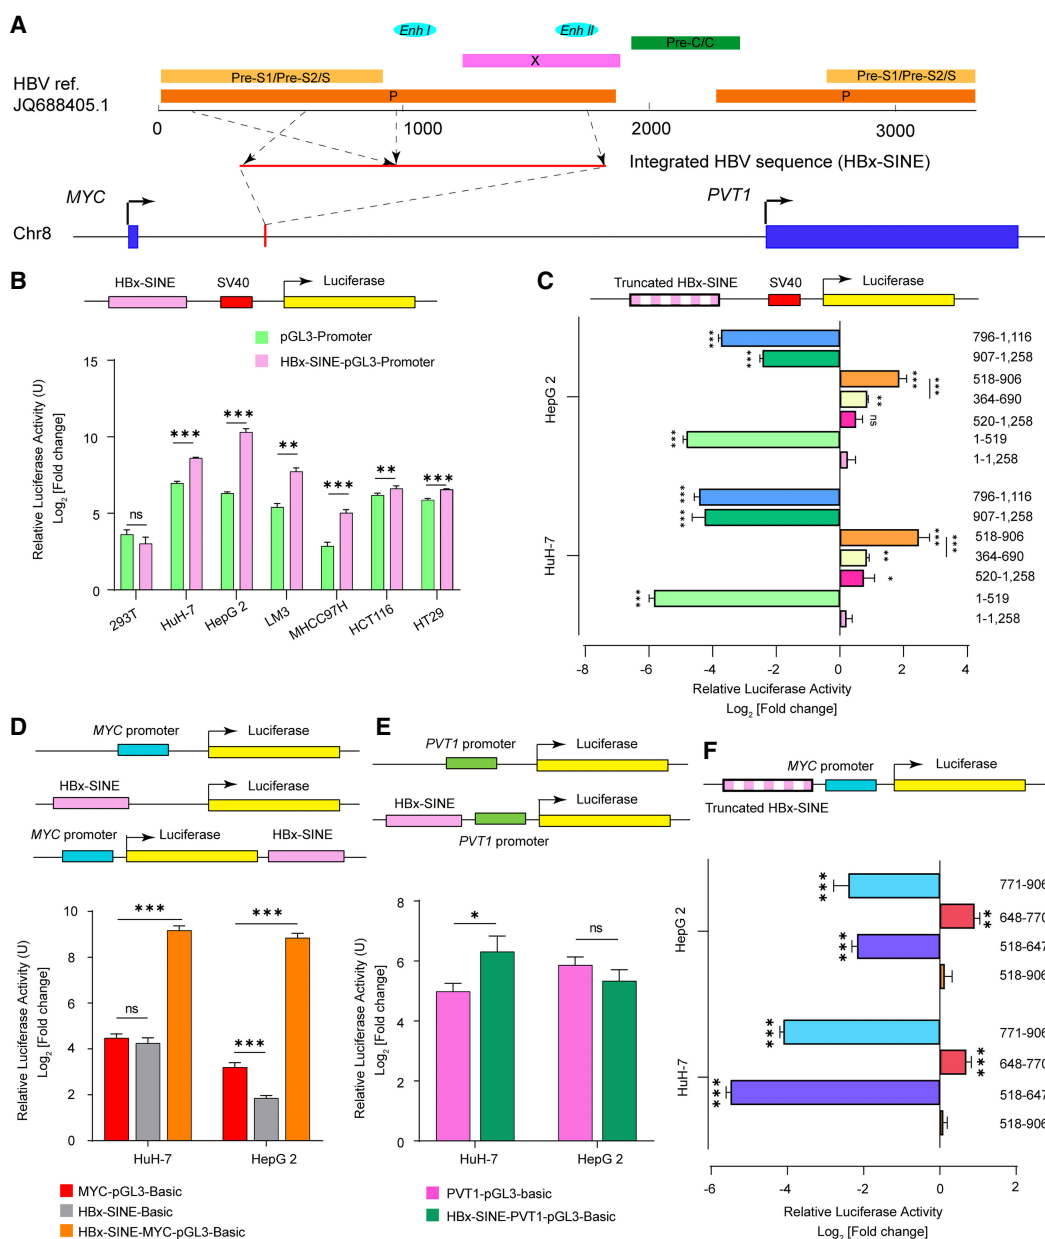 A
Enh I
Enh II
Pre-C/C
X
Pre-S1/Pre-S2/S
Pre-S1/Pre-S2/S
HBV ref.
JQ688405.1
P
P
0
1000
2000
3000
Integrated HBV sequence (HBx-SINE)
MYC
PVT1
Chr8
B
HBx-SINE
SV40
Luciferase
pGL3-Promoter
HBx-SINE-pGL3-Promoter
Relative Luciferase Activity (U)
Log2 [Fold change]
15
10
5
0
ns
***
***
**
***
**
***
293T
HuH-7
HepG 2
LM3
MHCC97H
HCT116
HT29
C
Truncated HBx-SINE
SV40
Luciferase
HepG 2
*** 796-1,116
*** 907-1,258
*** 518-906
***
** 364-690
ns 520-1,258
*** 1-519
1-1,258
HuH-7
*** 796-1,116
*** 907-1,258
*** 518-906
***
** 364-690
* 520-1,258
*** 1-519
1-1,258
-8 -6 -4 -2 0 2 4
Relative Luciferase Activity
Log2 [Fold change]
D
MYC promoter
Luciferase
HBx-SINE
Luciferase
MYC promoter
Luciferase
HBx-SINE
Relative Luciferase Activity (U)
Log2 [Fold change]
10
8
6
4
2
0
***
ns
***
***
HuH-7
HepG 2
MYC-pGL3-Basic
HBx-SINE-Basic
HBx-SINE-MYC-pGL3-Basic
E
PVT1 promoter
Luciferase
HBx-SINE
Luciferase
PVT1 promoter
Relative Luciferase Activity (U)
Log2 [Fold change]
8
6
4
2
0
*
ns
HuH-7
HepG 2
PVT1-pGL3-basic
HBx-SINE-PVT1-pGL3-Basic
F
MYC promoter
Luciferase
Truncated HBx-SINE
HepG 2
*** 771-906
** 648-770
*** 518-647
518-906
HuH-7
*** 771-906
*** 648-770
*** 518-647
518-906
-6 -4 -2 0 2
Relative Luciferase Activity
Log2 [Fold change]